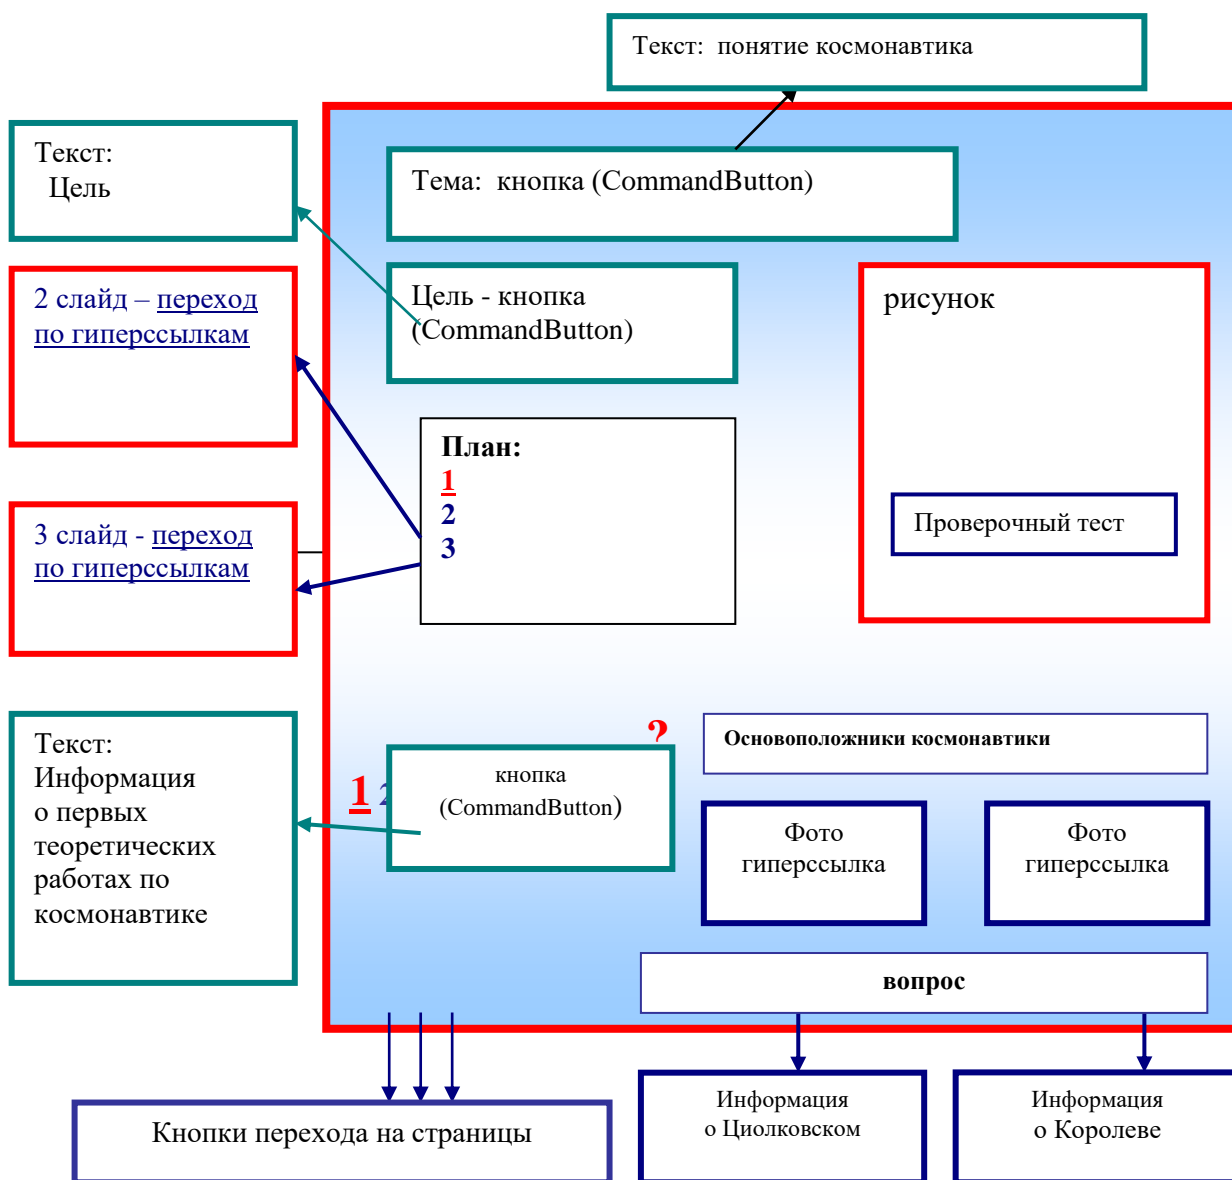 Текст:  понятие космонавтика
Текст:
Цель
Тема:  кнопка (CommandButton)
2 слайд – переход
по гиперссылкам
Цель - кнопка
(CommandButton)
рисунок
План:
1
2
3
Проверочный тест
3 слайд - переход
по гиперссылкам
Текст:
Информация
о первых
теоретических
работах по
космонавтике
?
1 2
кнопка
(CommandButton)
Основоположники космонавтики
Фото
гиперссылка
Фото
гиперссылка
вопрос
Кнопки перехода на страницы
Информация
о Циолковском
Информация
о Королеве